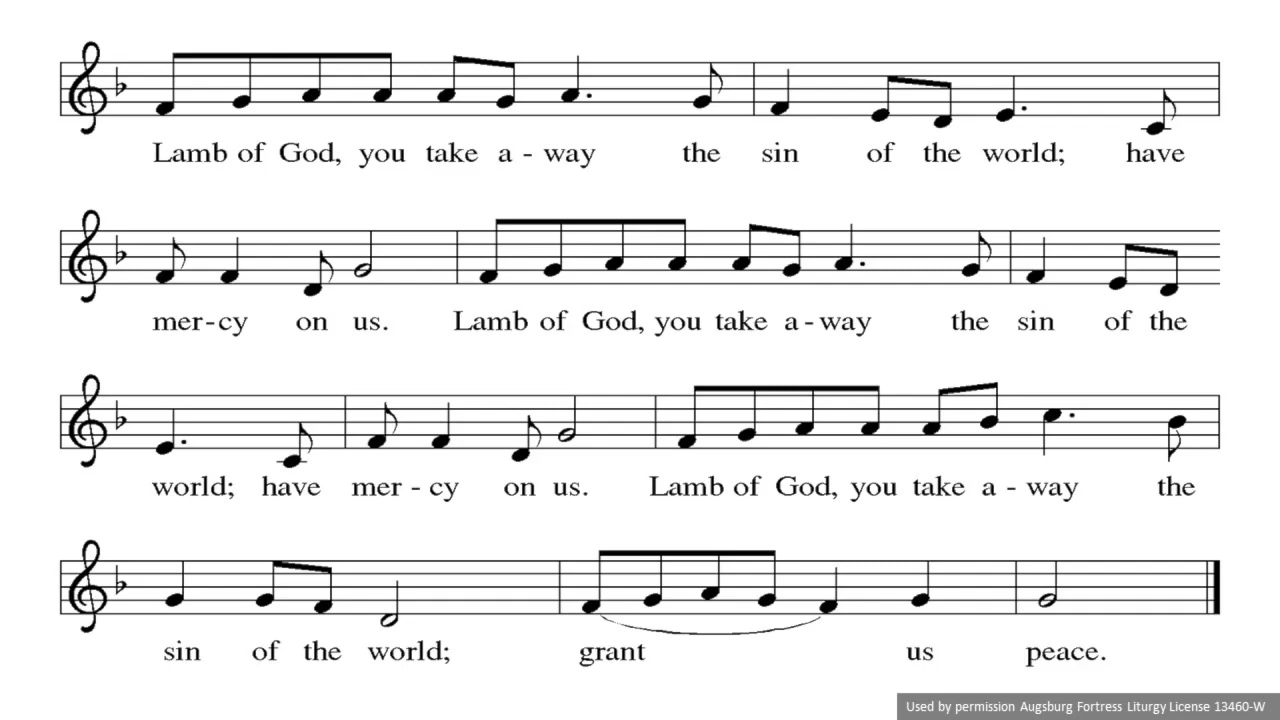 Lamb of God, you take a - way the sin of the world; have
mer - cy on us. Lamb of God, you take a - way the sin of the
world; have mer - cy on us. Lamb of God, you take a - way the
sin of the world; grant us peace.
Used by permission Augsburg Fortress Liturgy License 13460-W